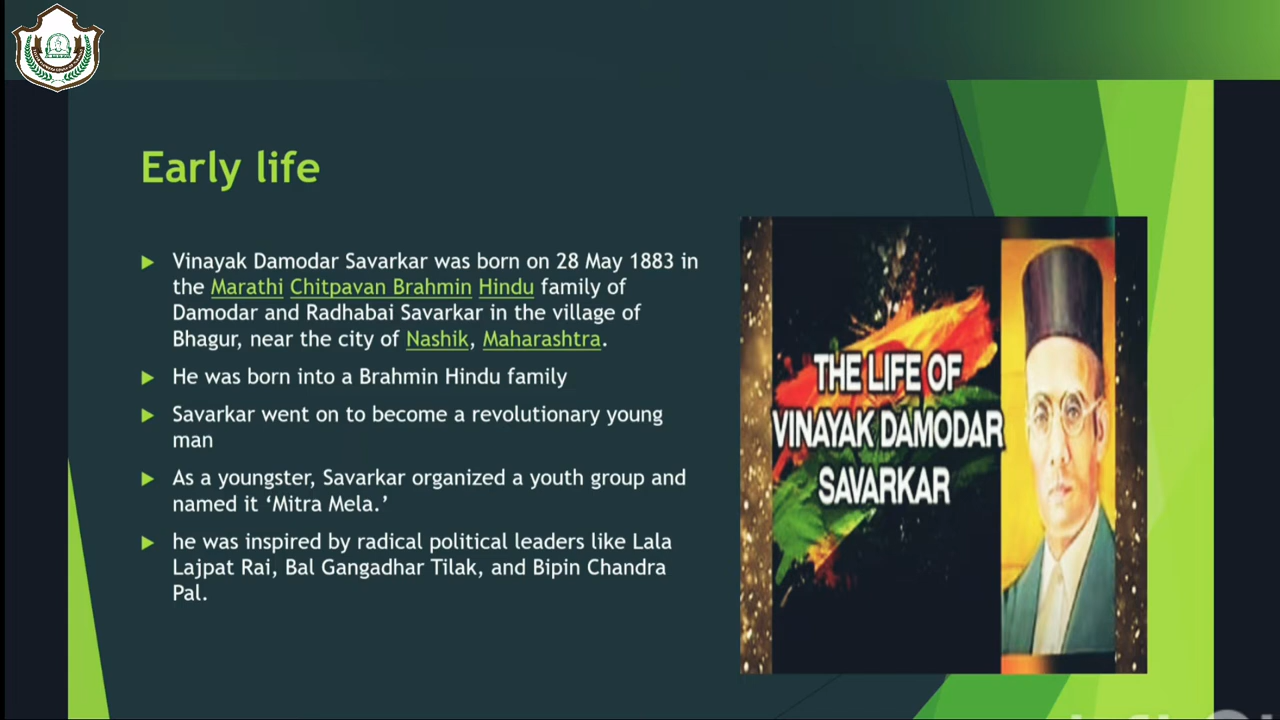 Early life
Vinayak Damodar Savarkar was born on 28 May 1883 in
the Marathi Chitpavan Brahmin Hindu family of
Damodar and Radhabai Savarkar in the village of
Bhagur, near the city of Nashik, Maharashtra.
He was born into a Brahmin Hindu family
Savarkar went on to become a revolutionary young
man
As a youngster, Savarkar organized a youth group and
named it ‘Mitra Mela.’
he was inspired by radical political leaders like Lala
Lajpat Rai, Bal Gangadhar Tilak, and Bipin Chandra
Pal.
THE LIFE OF
VINAYAK DAMODAR
SAVARKAR